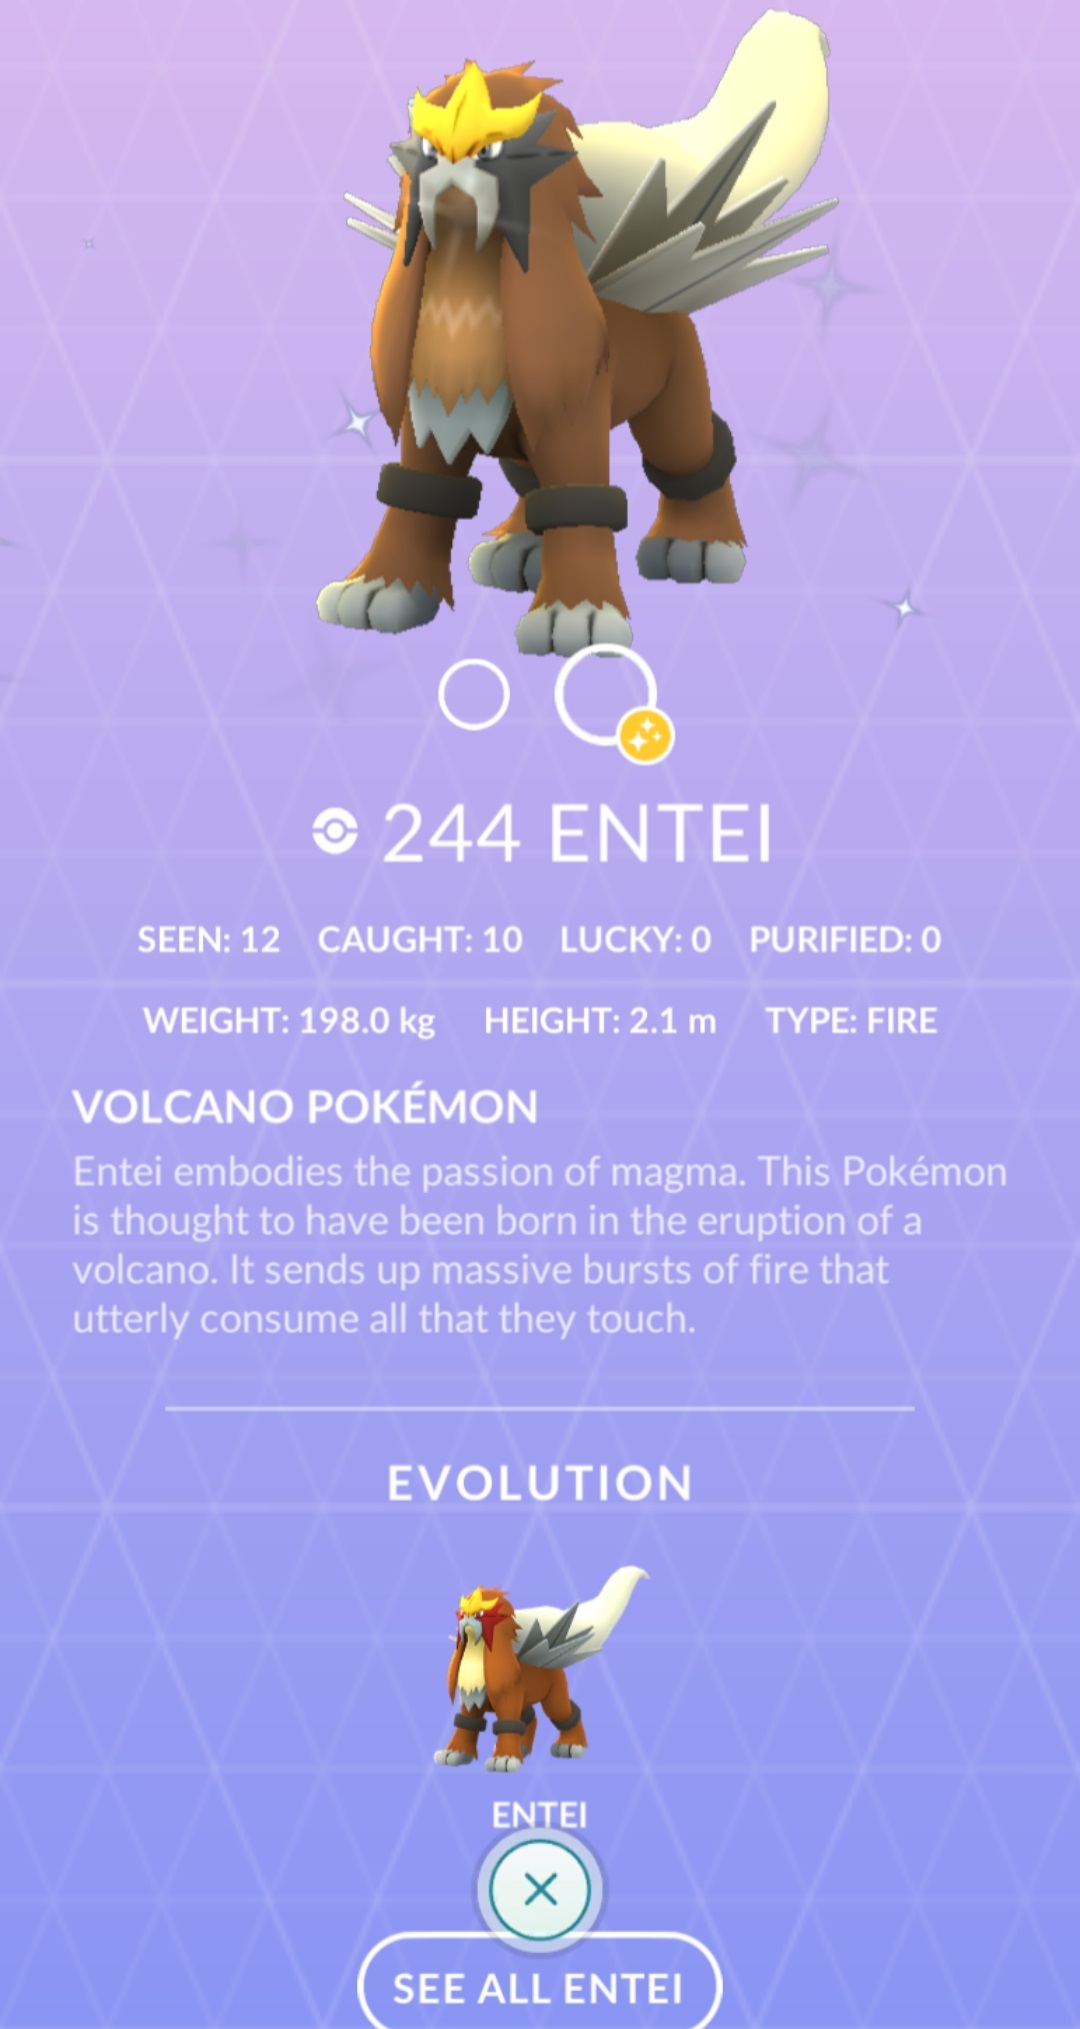 244 ENTEI
SEEN: 12 CAUGHT: 10 LUCKY: 0 PURIFIED: 0
WEIGHT: 198.0 kg HEIGHT: 2.1 m TYPE: FIRE
VOLCANO POKÉMON
Entei embodies the passion of magma. This Pokémon
is thought to have been born in the eruption of a
volcano. It sends up massive bursts of fire that
utterly consume all that they touch.
EVOLUTION
ENTEI
SEE ALL ENTEI